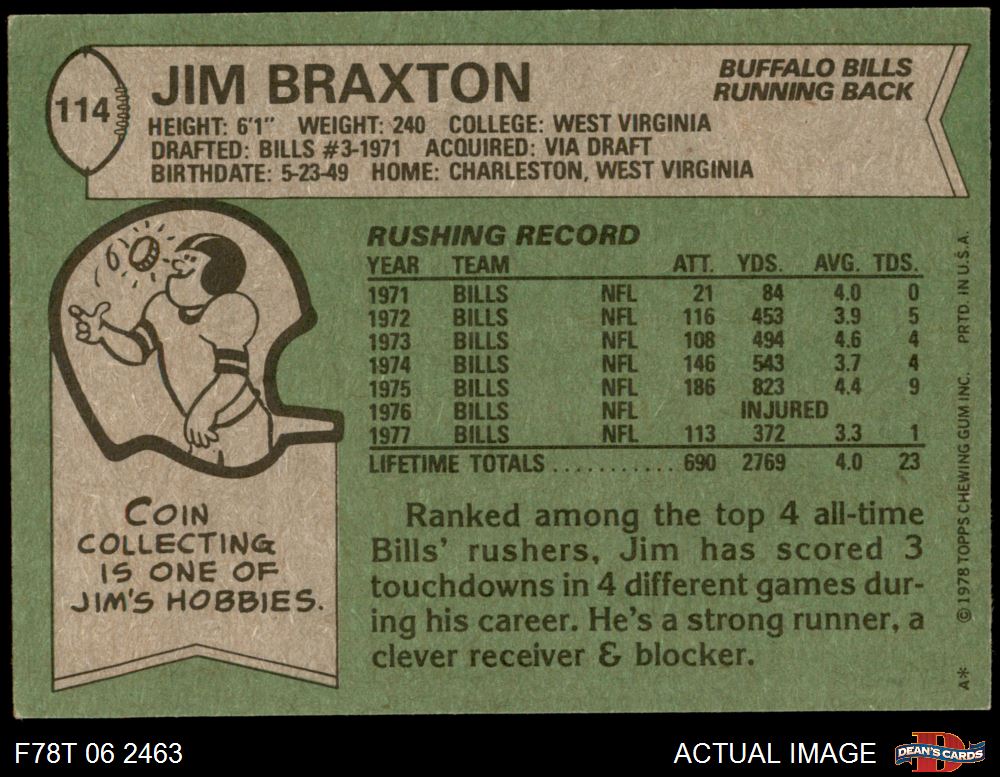 114
JIM BRAXTON
BUFFALO BILLS
RUNNING BACK
HEIGHT: 6'1" WEIGHT: 240 COLLEGE: WEST VIRGINIA
DRAFTED: BILLS #3-1971 ACQUIRED: VIA DRAFT
BIRTHDATE: 5-23-49 HOME: CHARLESTON, WEST VIRGINIA
RUSHING RECORD
YEAR TEAM ATT. YDS. AVG. TDS.
1971 BILLS NFL 21 84 4.0 0
1972 BILLS NFL 116 453 3.9 5
1973 BILLS NFL 108 494 4.6 4
1974 BILLS NFL 146 543 3.7 4
1975 BILLS NFL 186 823 4.4 9
1976 BILLS NFL INJURED
1977 BILLS NFL 113 372 3.3 1
LIFETIME TOTALS ........... 690 2769 4.0 23
COIN
COLLECTING
IS ONE OF
JIM'S HOBBIES.
Ranked among the top 4 all-time
Bills' rushers, Jim has scored 3
touchdowns in 4 different games dur-
ing his career. He's a strong runner, a
clever receiver & blocker.
A* ©1978 TOPPS CHEWING GUM INC. PRTD. IN U.S.A.
F78T 06 2463
ACTUAL IMAGE
D
DEAN'S CARDS